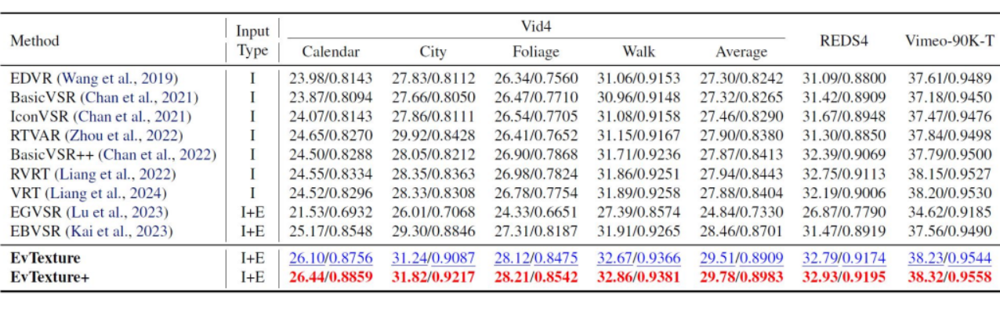 Method Input Type Vid4 REDS4 Vimeo-90K-T
Calendar City Foliage Walk Average
EDVR (Wang et al., 2019) I 23.98/0.8143 27.83/0.8112 26.34/0.7560 31.06/0.9153 27.30/0.8242 31.09/0.8800 37.61/0.9489
BasicVSR (Chan et al., 2021) I 23.87/0.8094 27.66/0.8050 26.47/0.7710 30.96/0.9148 27.32/0.8265 31.42/0.8909 37.18/0.9450
IconVSR (Chan et al., 2021) I 24.07/0.8143 27.86/0.8111 26.54/0.7705 31.08/0.9158 27.46/0.8290 31.67/0.8948 37.47/0.9476
RTVAR (Zhou et al., 2022) I 24.65/0.8270 29.92/0.8428 26.41/0.7652 31.15/0.9167 27.90/0.8380 31.30/0.8850 37.84/0.9498
BasicVSR++ (Chan et al., 2022) I 24.50/0.8288 28.05/0.8212 26.90/0.7868 31.71/0.9236 27.87/0.8413 32.39/0.9069 37.79/0.9500
RVRT (Liang et al., 2022) I 24.55/0.8334 28.35/0.8363 26.98/0.7824 31.86/0.9251 27.94/0.8443 32.75/0.9113 38.15/0.9527
VRT (Liang et al., 2024) I 24.52/0.8296 28.33/0.8308 26.78/0.7754 31.89/0.9258 27.88/0.8404 32.19/0.9006 38.20/0.9530
EGVSR (Lu et al., 2023) I+E 21.53/0.6932 26.01/0.7068 24.33/0.6651 27.39/0.8574 24.84/0.7330 26.87/0.7790 34.62/0.9185
EBVSR (Kai et al., 2023) I+E 25.17/0.8548 29.30/0.8846 27.31/0.8187 31.91/0.9265 28.46/0.8701 31.47/0.8919 37.56/0.9490
EvTexture I+E 26.10/0.8756 31.24/0.9087 28.12/0.8475 32.67/0.9366 29.51/0.8909 32.79/0.9174 38.23/0.9544
EvTexture+ I+E 26.44/0.8859 31.82/0.9217 28.21/0.8542 32.86/0.9381 29.78/0.8983 32.93/0.9195 38.32/0.9558